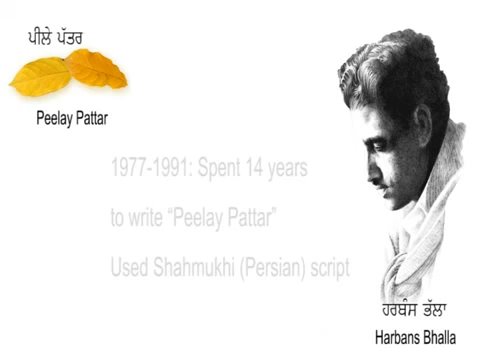 ਪੀਲੇ ਪੱਤਰ
Peelay Pattar
1977-1991: Spent 14 years
to write “Peelay Pattar”
Used Shahmukhi (Persian) script
ਹਰਬੰਸ ਭੱਲਾ
Harbans Bhalla